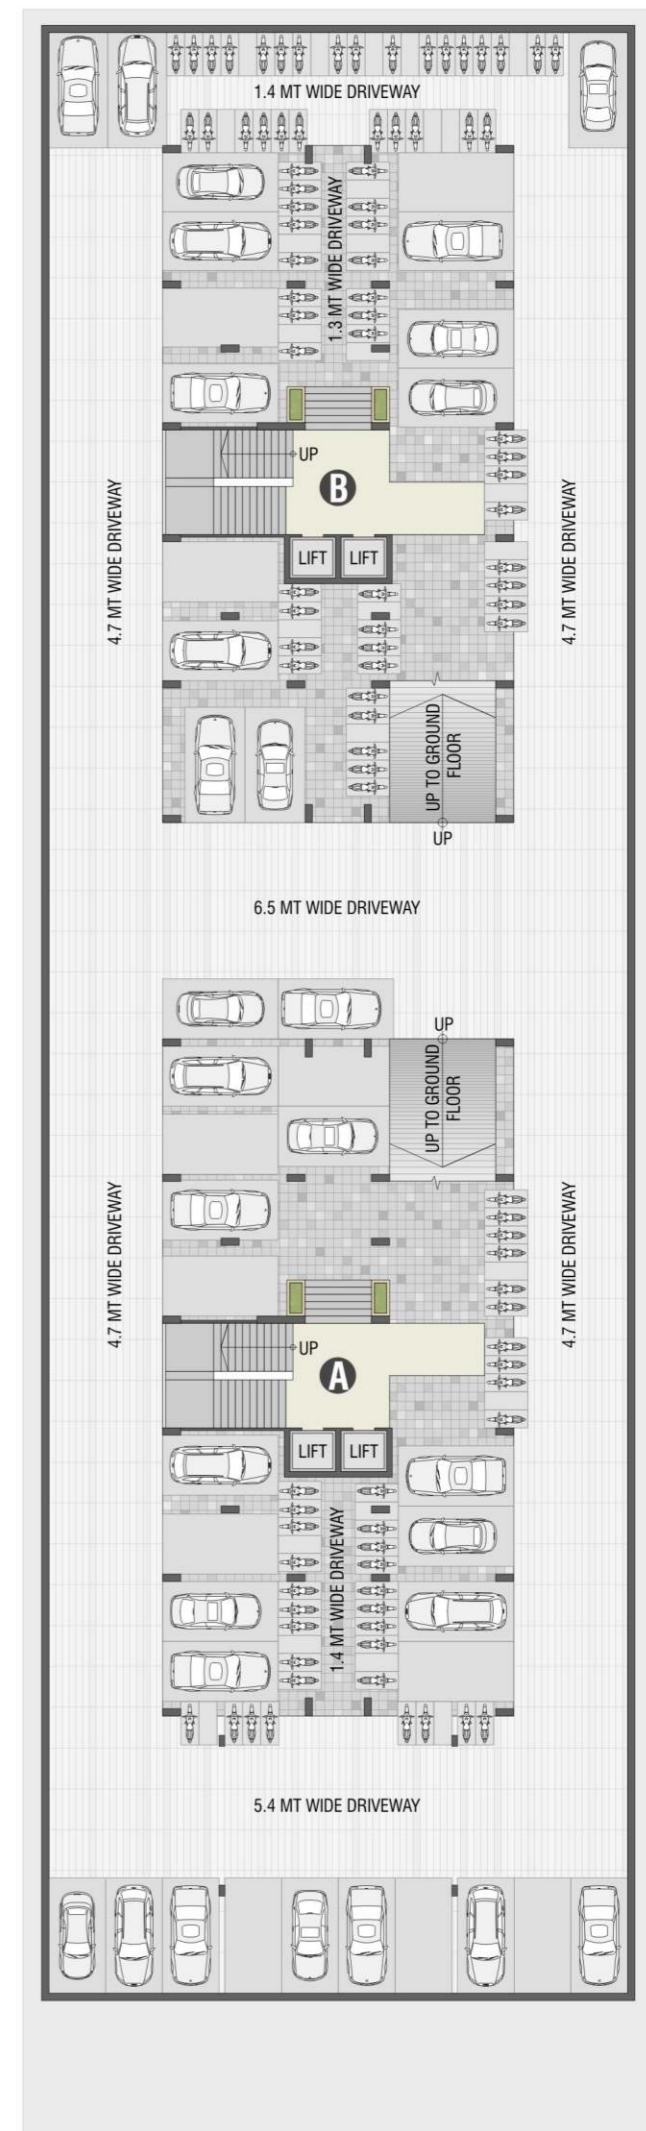 1.4 MT WIDE DRIVEWAY
1.3 MT WIDE DRIVEWAY
UP
B
4.7 MT WIDE DRIVEWAY
4.7 MT WIDE DRIVEWAY
LIFT
LIFT
UP TO GROUND
FLOOR
UP
6.5 MT WIDE DRIVEWAY
UP
UP TO GROUND
FLOOR
4.7 MT WIDE DRIVEWAY
4.7 MT WIDE DRIVEWAY
UP
A
LIFT
LIFT
1.4 MT WIDE DRIVEWAY
5.4 MT WIDE DRIVEWAY